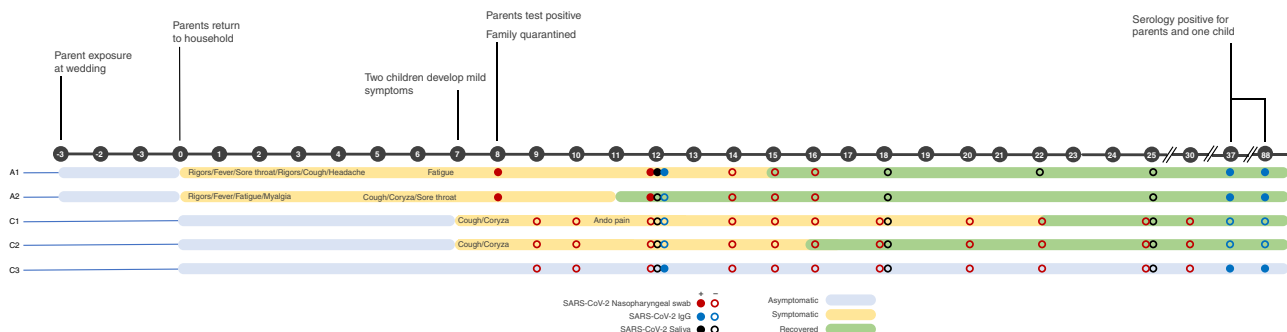 Parents test positive
Family quarantined
Serology positive for
parents and one child
Parents return
to household
Parent exposure
at wedding
Two children develop mild
symptoms
-3 -2 -3 0 1 2 3 4 5 6 7 8 9 10 11 12 13 14 15 16 17 18 19 20 21 22 23 24 25 30 37 88
A1 Rigors/Fever/Sore throat/Rigors/Cough/Headache Fatigue
A2 Rigors/Fever/Fatigue/Myalgia Cough/Coryza/Sore throat
C1 Cough/Coryza Ando pain
C2 Cough/Coryza
C3
+ −
SARS-CoV-2 Nasopharyngeal swab
SARS-CoV-2 IgG
SARS-CoV-2 Saliva
Asymptomatic
Symptomatic
Recovered